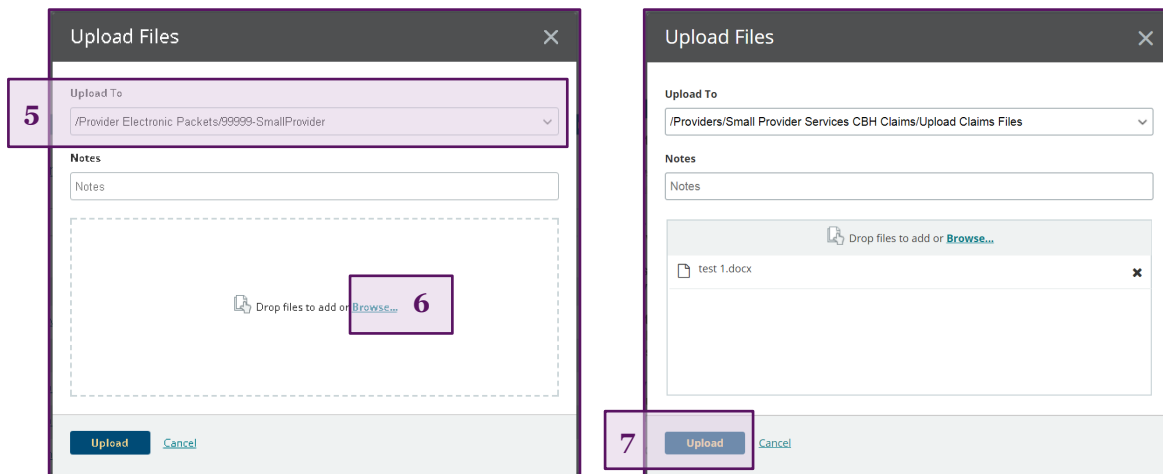 Upload Files
5
Upload To
/Provider Electronic Packets/99999-SmallProvider
Notes
Notes
Drop files to add or Browse...
6
Upload Cancel
Upload Files
Upload To
/Providers/Small Provider Services CBH Claims/Upload Claims Files
Notes
Notes
Drop files to add or Browse...
test 1.docx
7
Upload Cancel